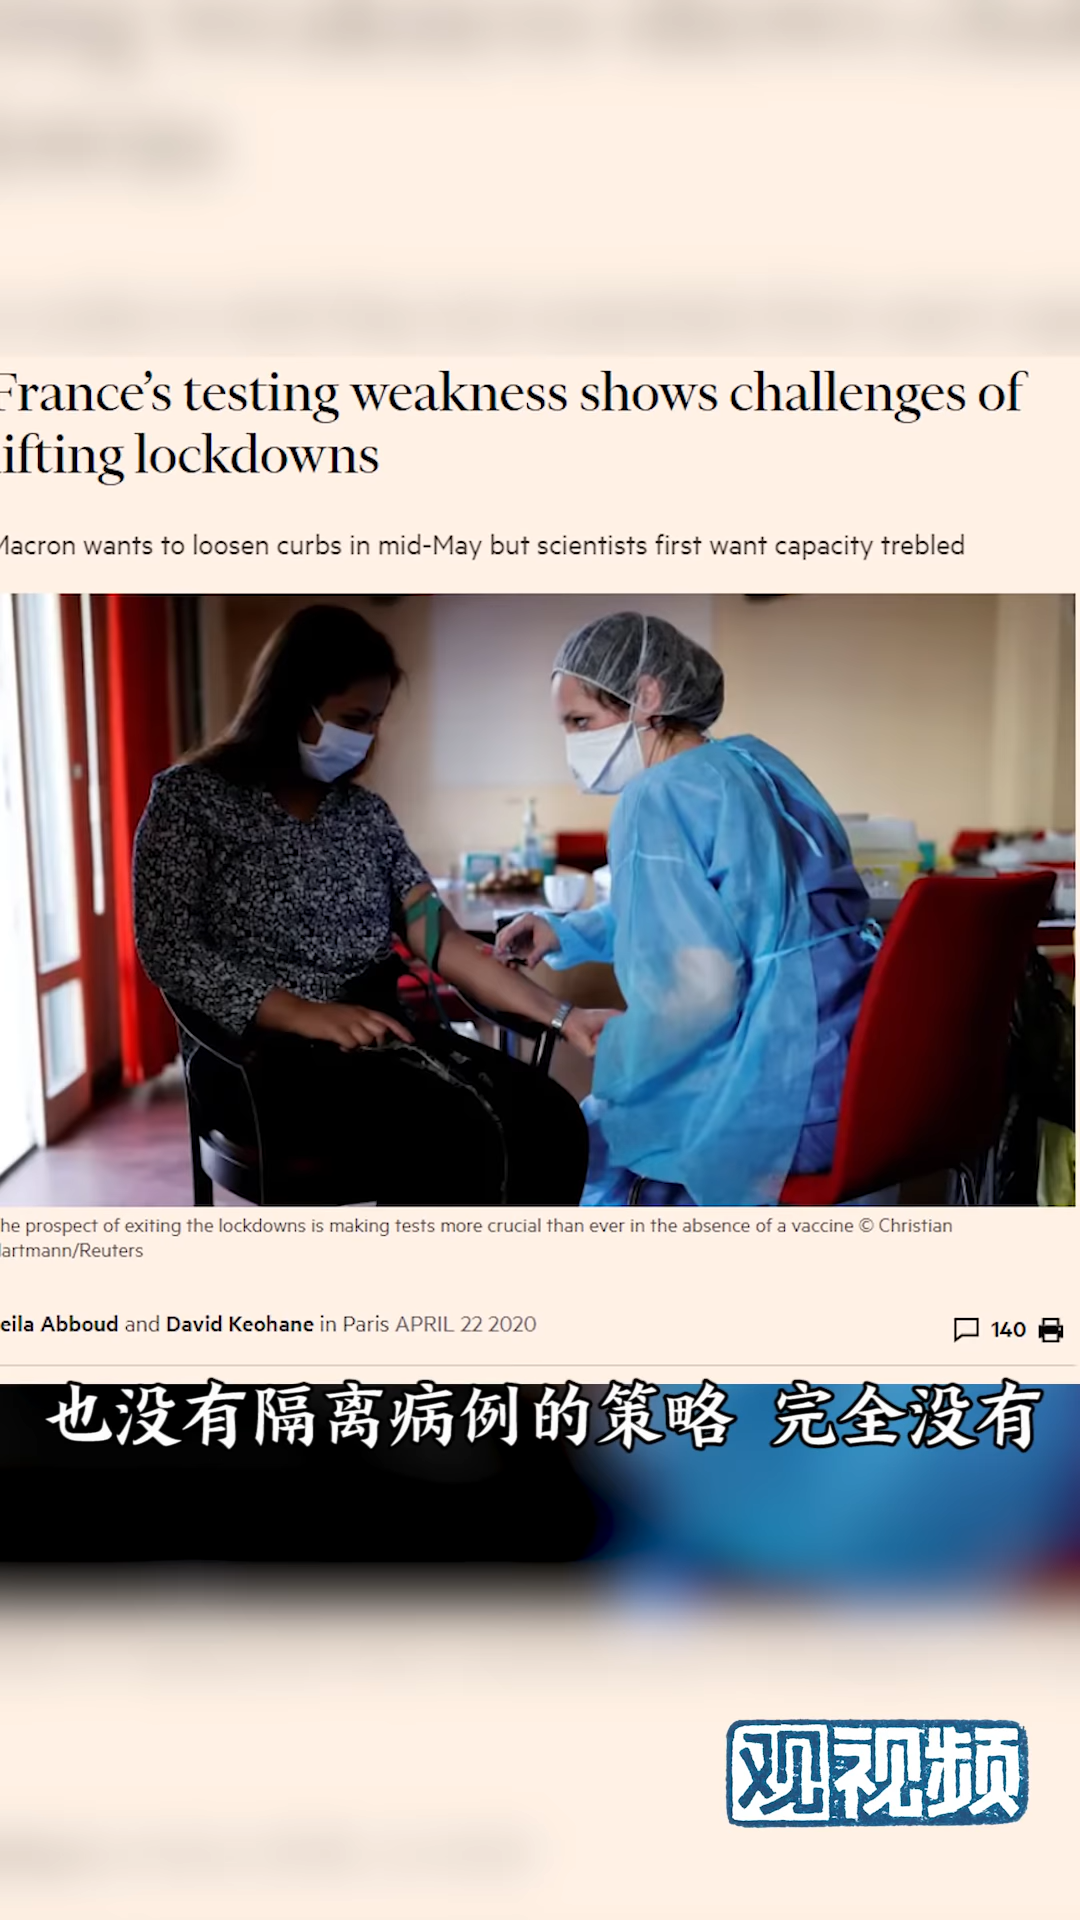 France's testing weakness shows challenges of
lifting lockdowns
Macron wants to loosen curbs in mid-May but scientists first want capacity trebled
he prospect of exiting the lockdowns is making tests more crucial than ever in the absence of a vaccine © Christian
artmann/Reuters
eila Abboud and David Keohane in Paris APRIL 22 2020
140
也没有隔离病例的策略 完全没有
观视频